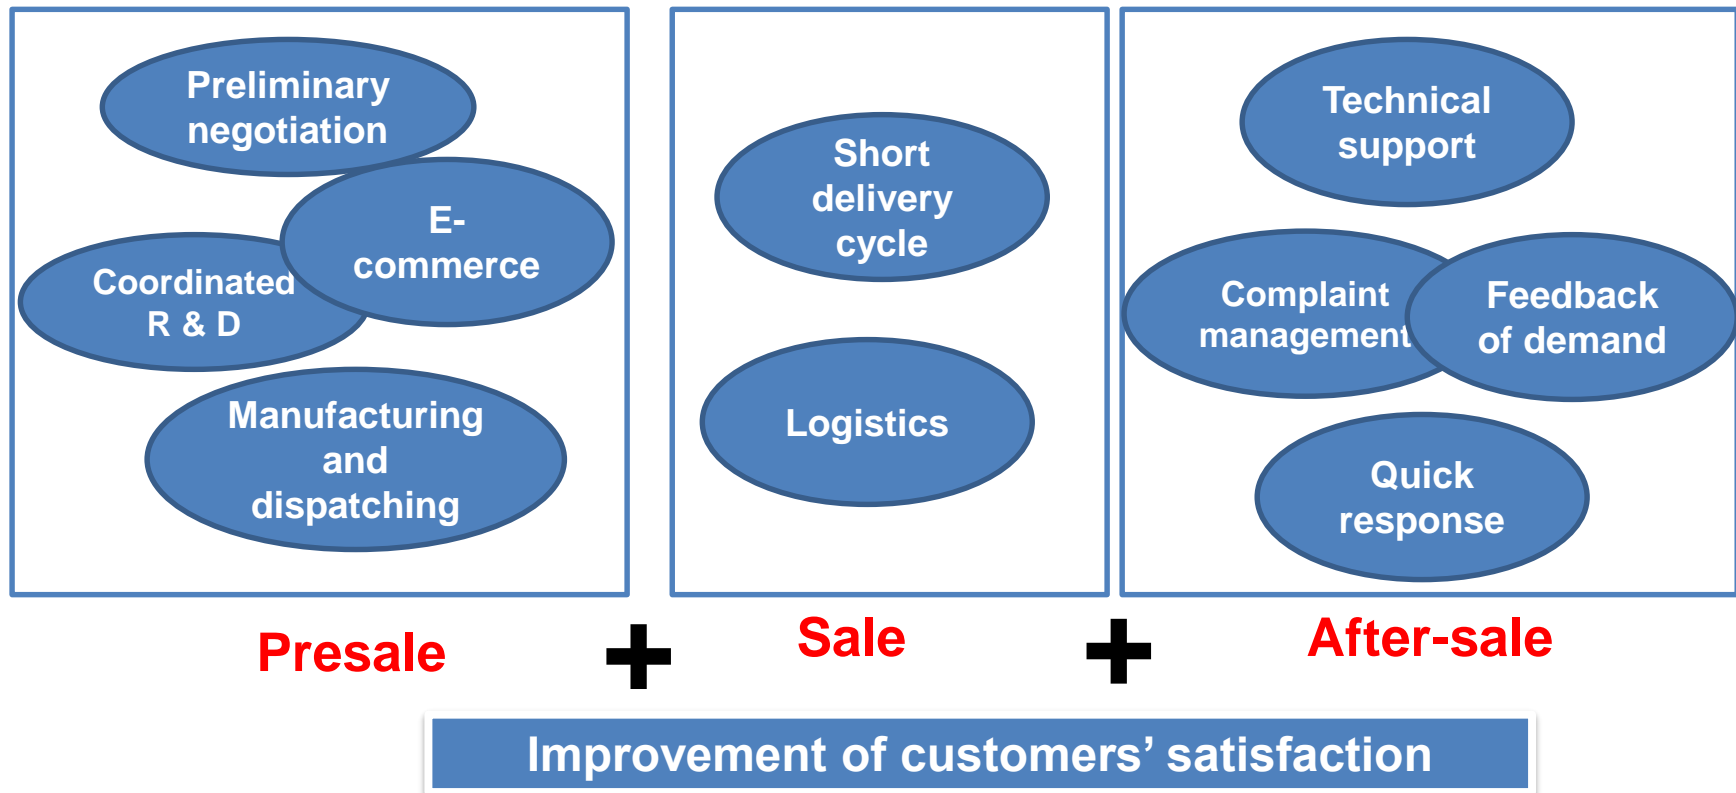 Preliminary
negotiation
E-
commerce
Coordinated
R & D
Manufacturing
and
dispatching
Short
delivery
cycle
Logistics
Technical
support
Complaint
management
Feedback
of demand
Quick
response
Presale
+
Sale
+
After-sale
Improvement of customers’ satisfaction